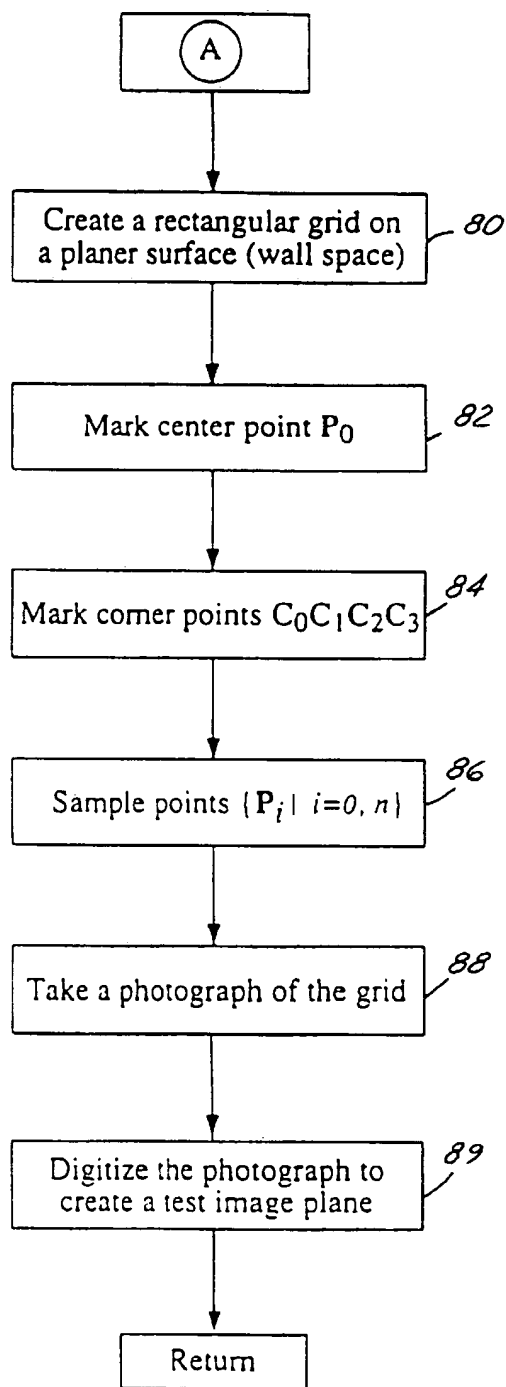 A
Create a rectangular grid on
a planer surface (wall space)
80
Mark center point P₀
82
Mark corner points C₀C₁C₂C₃
84
Sample points {Pᵢ | i=0, n}
86
Take a photograph of the grid
88
Digitize the photograph to
create a test image plane
89
Return